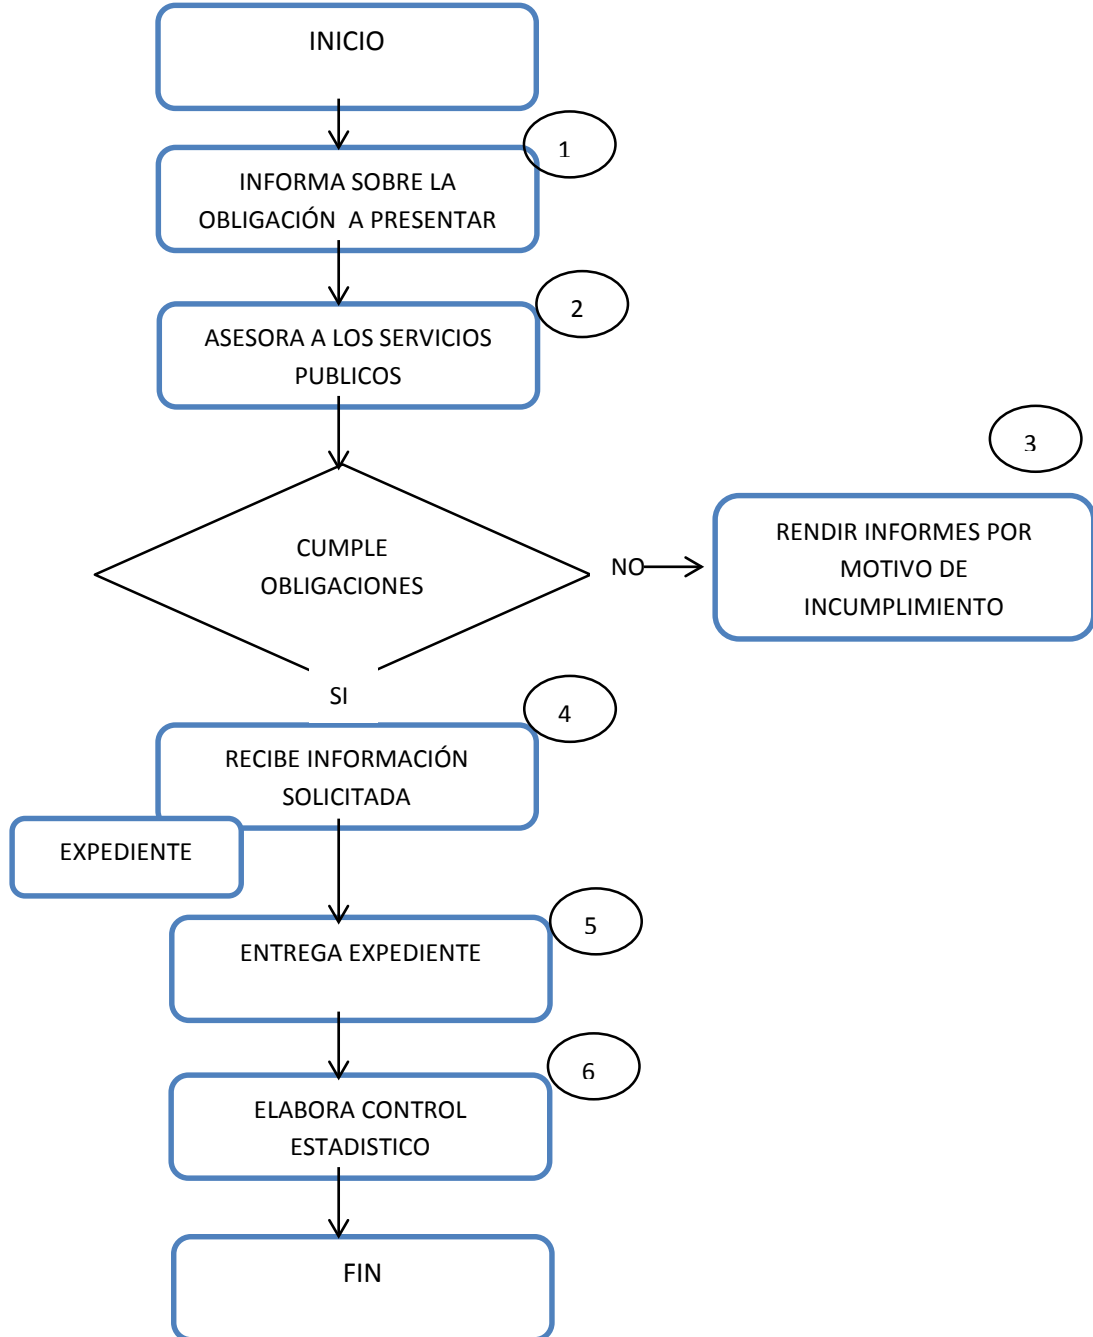 INICIO
1
INFORMA SOBRE LA
OBLIGACIÓN A PRESENTAR
2
ASESORA A LOS SERVICIOS
PUBLICOS
3
CUMPLE
OBLIGACIONES
NO
RENDIR INFORMES POR
MOTIVO DE
INCUMPLIMIENTO
SI
4
RECIBE INFORMACIÓN
SOLICITADA
EXPEDIENTE
5
ENTREGA EXPEDIENTE
6
ELABORA CONTROL
ESTADISTICO
FIN